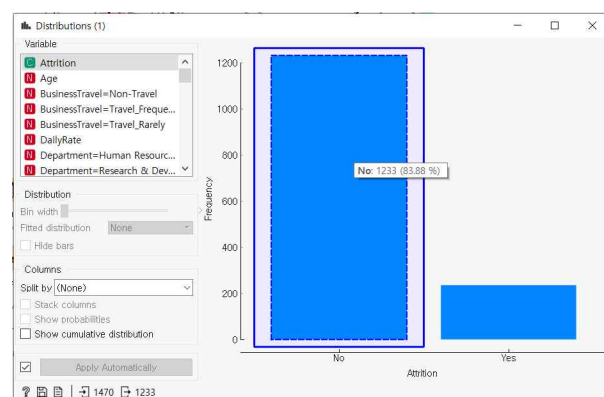 Distributions (1)
Variable
C Attrition
N Age
N BusinessTravel=Non-Travel
N BusinessTravel=Travel_Freque...
N BusinessTravel=Travel_Rarely
N DailyRate
N Department=Human Resourc...
N Department=Research & Dev...
Distribution
Bin width
Fitted distribution None
Hide bars
Columns
Split by (None)
Stack columns
Show probabilities
Show cumulative distribution
Apply Automatically
? 1470 1233
Frequency
1200
1000
800
600
400
200
0
No: 1233 (83.88 %)
No Yes
Attrition